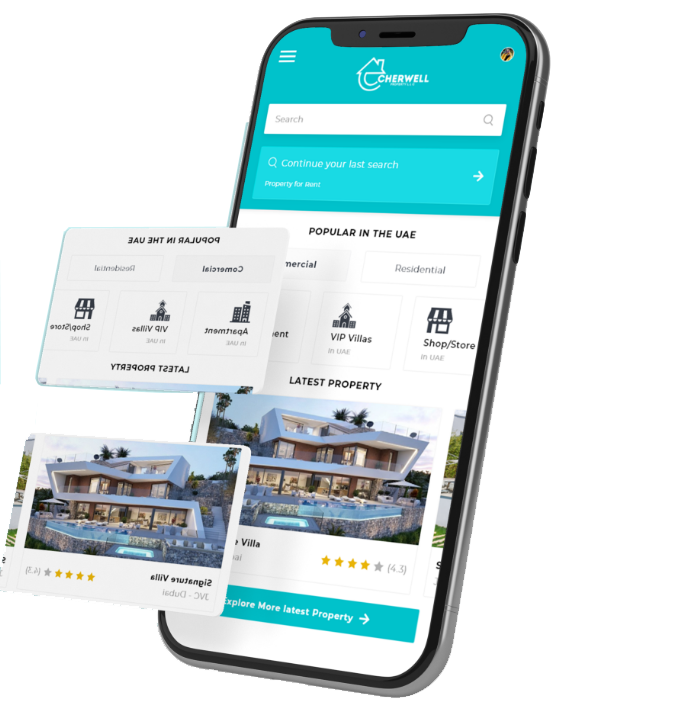 CHERWELL
Search
Continue your last search
Property for Rent
POPULAR IN THE UAE
mercial
Residential
ent
VIP Villas
In UAE
Shop/Store
In UAE
LATEST PROPERTY
e Villa
(4.3)
Explore More latest Property
POPULAR IN THE UAE
Comercial
Residential
Apartment
In UAE
VIP Villas
In UAE
Shop/Store
In UAE
LATEST PROPERTY
Signature Villa
JVC - Dubai
(4.3)